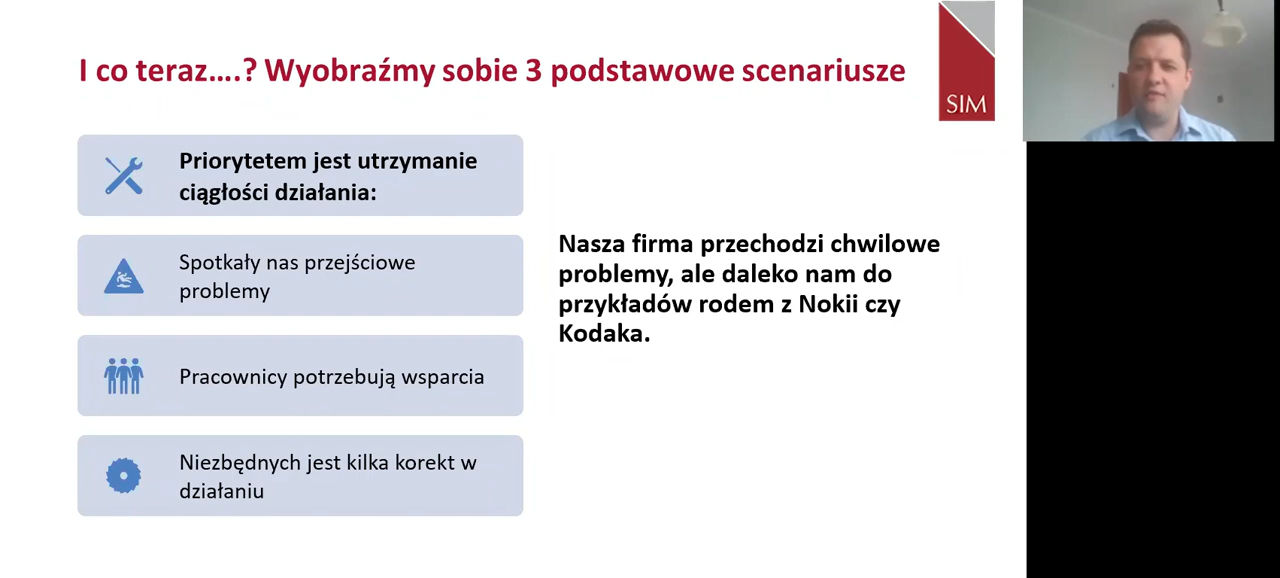 I co teraz….? Wyobraźmy sobie 3 podstawowe scenariusze
SIM
Priorytetem jest utrzymanie
ciągłości działania:
Spotkały nas przejściowe
problemy
Pracownicy potrzebują wsparcia
Niezbędnych jest kilka korekt w
działaniu
Nasza firma przechodzi chwilowe
problemy, ale daleko nam do
przykładów rodem z Nokii czy
Kodaka.